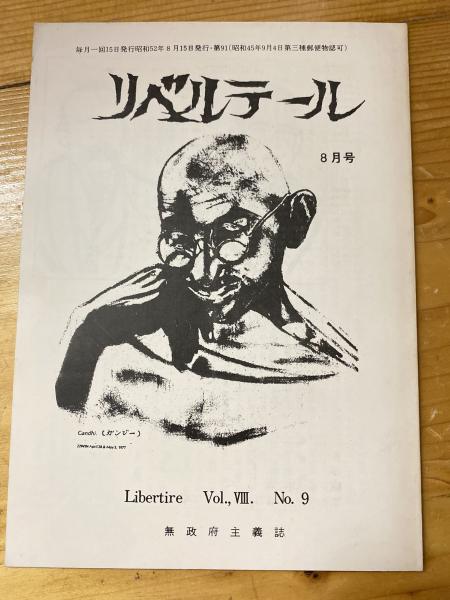 毎月一回15日発行昭和52年8月15日発行・第91(昭和45年9月4日第三種郵便物認可)
リベルテール
8月号
Gandhi. (ガンジー)
Libertire Vol., Ⅷ. No. 9
無政府主義誌